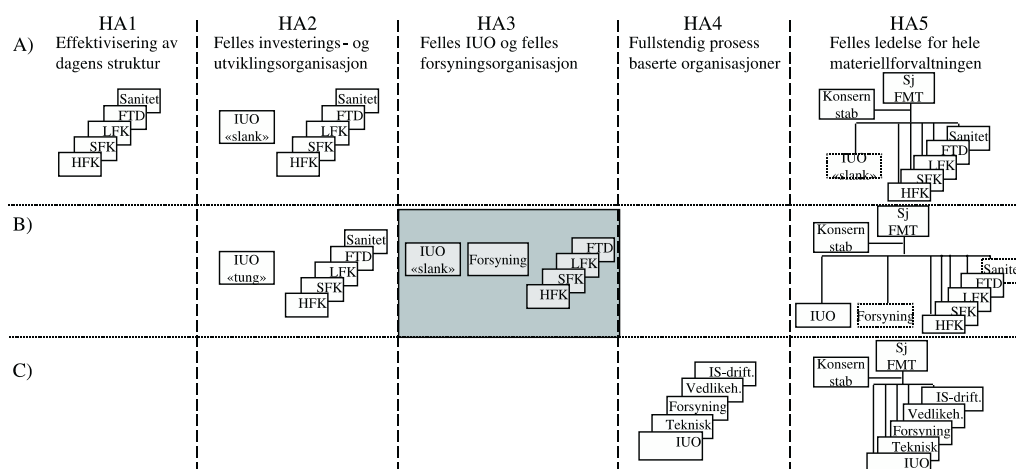 HA1
HA2
HA3
HA4
HA5
A)
Effektivisering av
dagens struktur
Felles investerings- og
utviklingsorganisasjon
Felles IUO og felles
forsyningsorganisasjon
Fullstendig prosess
baserte organisasjoner
Felles ledelse for hele
materiellforvaltningen
Sanitet
FTD
LFK
SFK
HFK
IUO
«slank»
Sanitet
FTD
LFK
SFK
HFK
Sj
FMT
Konsern
stab
IUO
«slank»
Sanitet
FTD
LFK
SFK
HFK
B)
IUO
«tung»
Sanitet
FTD
LFK
SFK
HFK
IUO
«slank»
Forsyning
FTD
LFK
SFK
HFK
Sj
FMT
Konsern
stab
IUO
Forsyning
Sanitet
FTD
LFK
SFK
HFK
C)
IS-drift.
Vedlikeh.
Forsyning
Teknisk
IUO
Sj
FMT
Konsern
stab
IS-drift.
Vedlikeh.
Forsyning
Teknisk
IUO